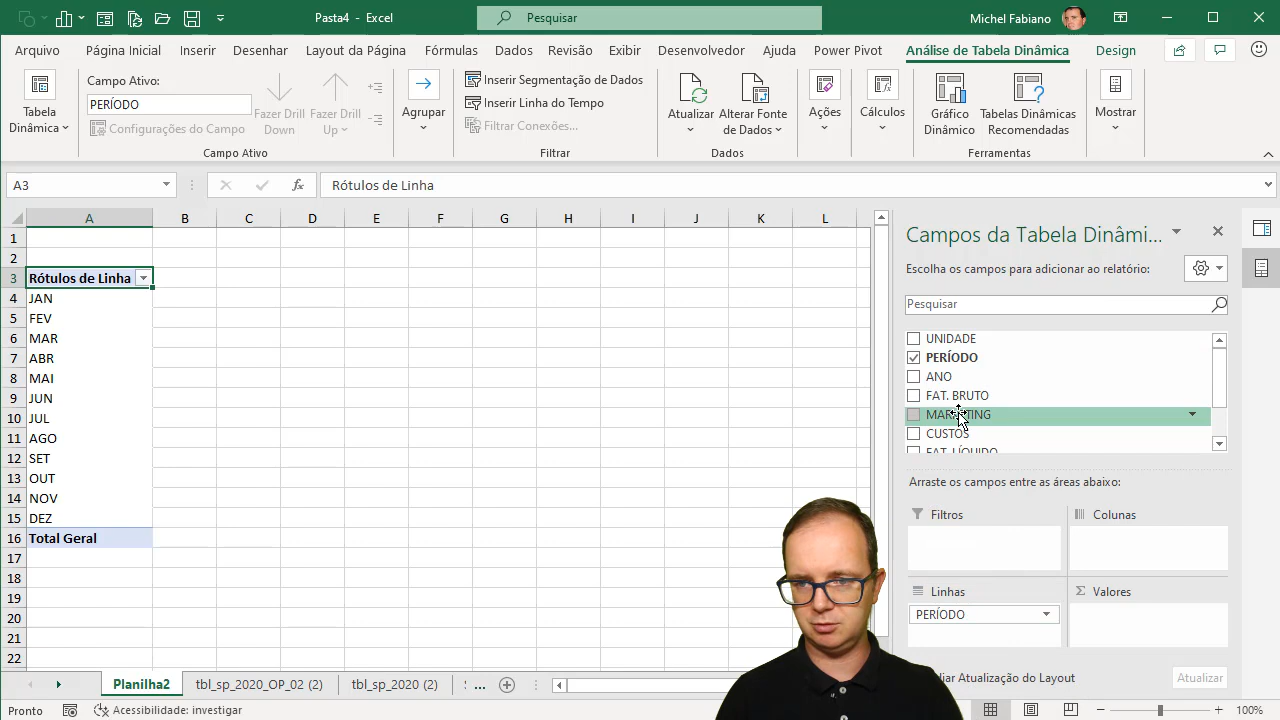 Pasta4 - Excel
Pesquisar
Michel Fabiano
Arquivo
Página Inicial
Inserir
Desenhar
Layout da Página
Fórmulas
Dados
Revisão
Exibir
Desenvolvedor
Ajuda
Power Pivot
Análise de Tabela Dinâmica
Design
Tabela
Dinâmica
Campo Ativo:
PERÍODO
Configurações do Campo
Fazer Drill
Down
Fazer Drill
Up
Campo Ativo
Agrupar
Inserir Segmentação de Dados
Inserir Linha do Tempo
Filtrar Conexões...
Filtrar
Atualizar
Alterar Fonte
de Dados
Dados
Ações
Cálculos
Gráfico
Dinâmico
Tabelas Dinâmicas
Recomendadas
Ferramentas
Mostrar
A3
fx
Rótulos de Linha
A B C D E F G H I J K L
1
2
3 Rótulos de Linha
4 JAN
5 FEV
6 MAR
7 ABR
8 MAI
9 JUN
10 JUL
11 AGO
12 SET
13 OUT
14 NOV
15 DEZ
16 Total Geral
17
18
19
20
21
22
Campos da Tabela Dinâmi...
Escolha os campos para adicionar ao relatório:
Pesquisar
UNIDADE
PERÍODO
ANO
FAT. BRUTO
MARKETING
CUSTOS
FAT. LÍQUIDO
Arraste os campos entre as áreas abaixo:
Filtros
Colunas
Linhas
Σ Valores
PERÍODO
iar Atualização do Layout
Atualizar
Planilha2
tbl_sp_2020_OP_02 (2)
tbl_sp_2020 (2)
...
Pronto
Acessibilidade: investigar
100%